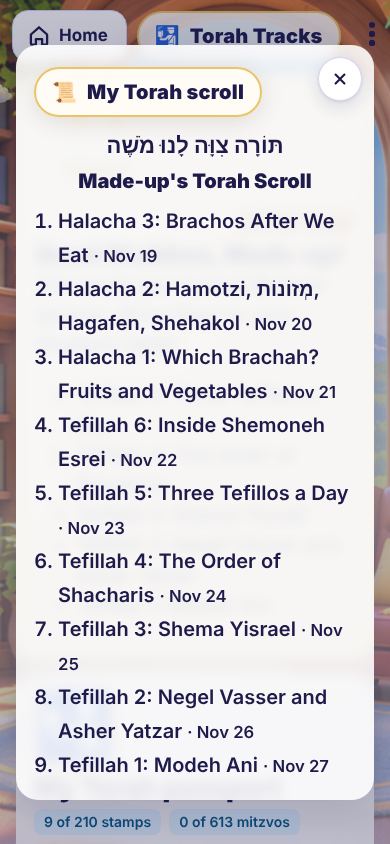 Home
Torah Tracks
My Torah scroll
תּוֹרָה צִוָּה לָנוּ מֹשֶׁה
Made-up's Torah Scroll
1. Halacha 3: Brachos After We
Eat · Nov 19
2. Halacha 2: Hamotzi, מְזוֹנוֹת,
Hagafen, Shehakol · Nov 20
3. Halacha 1: Which Brachah?
Fruits and Vegetables · Nov 21
4. Tefillah 6: Inside Shemoneh
Esrei · Nov 22
5. Tefillah 5: Three Tefillos a Day
· Nov 23
6. Tefillah 4: The Order of
Shacharis · Nov 24
7. Tefillah 3: Shema Yisrael · Nov
25
8. Tefillah 2: Negel Vasser and
Asher Yatzar · Nov 26
9. Tefillah 1: Modeh Ani · Nov 27
9 of 210 stamps
0 of 613 mitzvos